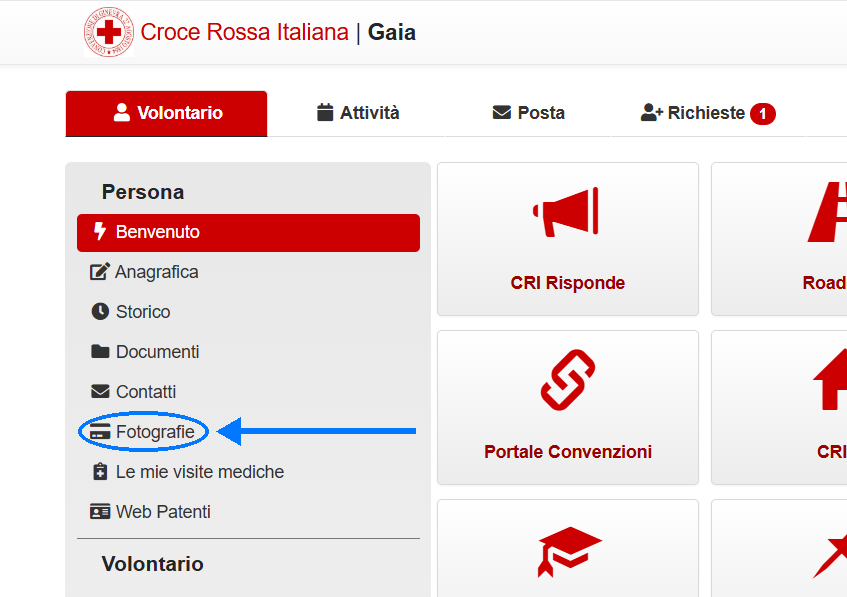 Croce Rossa Italiana | Gaia
Volontario
Attività
Posta
Richieste 1
Persona
Benvenuto
Anagrafica
Storico
Documenti
Contatti
Fotografie
Le mie visite mediche
Web Patenti
Volontario
CRI Risponde
Road
Portale Convenzioni
CRI